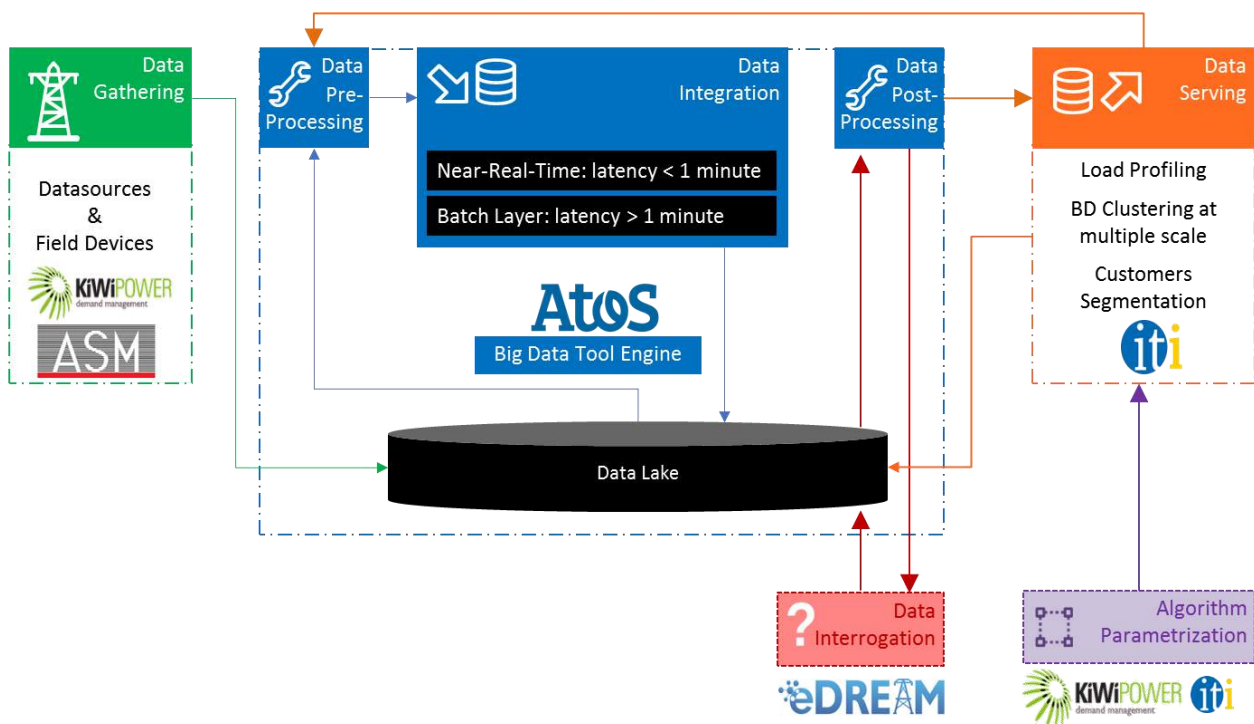 Data
Gathering
Datasources
&
Field Devices
KiWiPOWER
demand management
ASM
Data
Pre-
Processing
Data
Integration
Near-Real-Time: latency < 1 minute
Batch Layer: latency > 1 minute
Atos
Big Data Tool Engine
Data Lake
Data
Post-
Processing
Data
Serving
Load Profiling
BD Clustering at
multiple scale
Customers
Segmentation
iti
?
Data
Interrogation
eDREAM
Algorithm
Parametrization
KiWiPOWER
demand management
iti